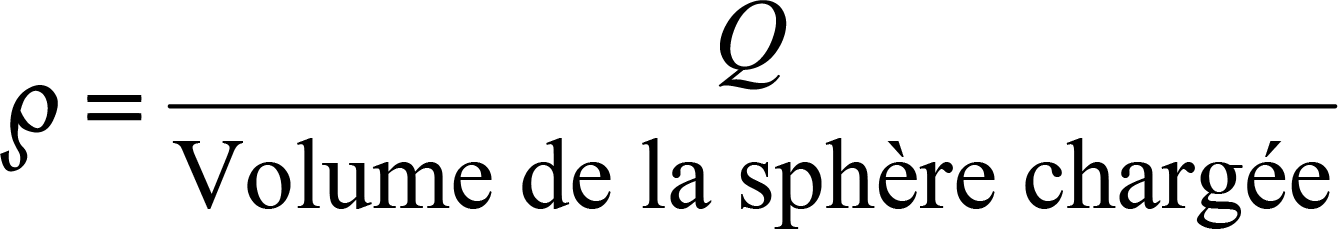 ρ = Q
Volume de la sphère chargée